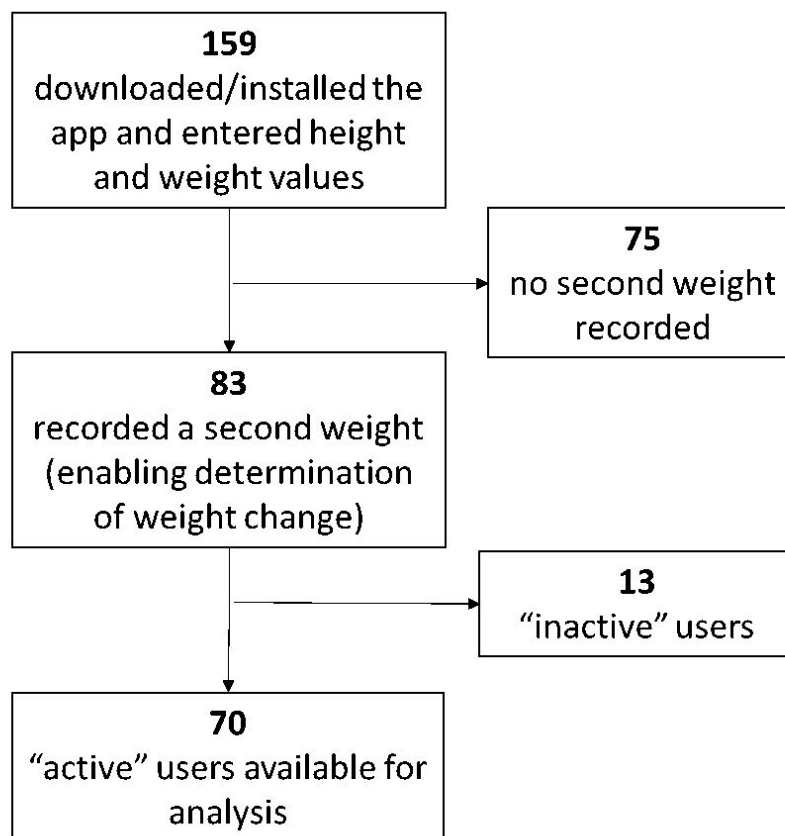 159
downloaded/installed the
app and entered height
and weight values
75
no second weight
recorded
83
recorded a second weight
(enabling determination
of weight change)
13
“inactive” users
70
“active” users available for
analysis